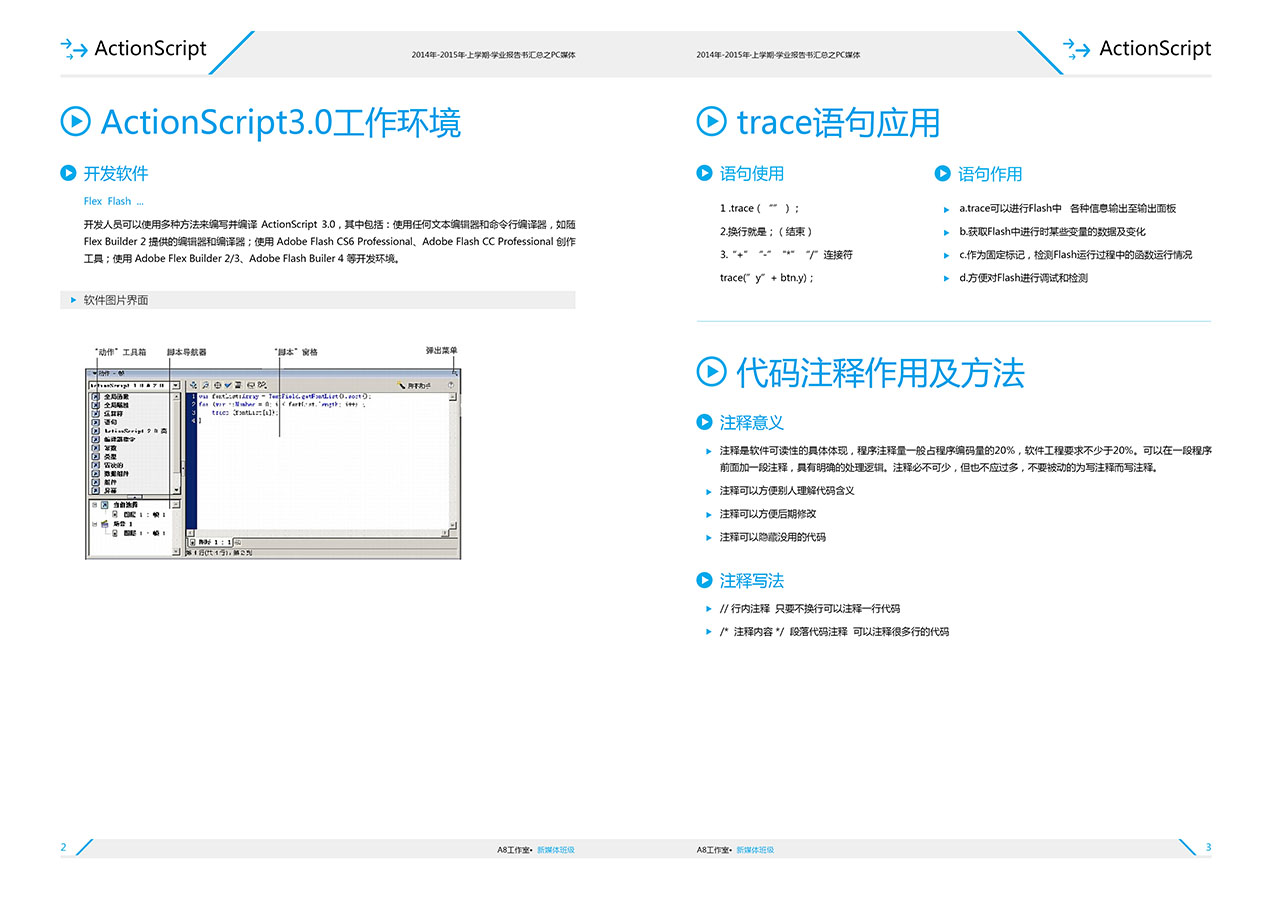 ActionScript
2014年-2015年-上学期-学业报告书汇总之PC媒体
ActionScript3.0工作环境
开发软件
Flex Flash ...
开发人员可以使用多种方法来编写并编译 ActionScript 3.0，其中包括：使用任何文本编辑器和命令行编译器，如随
Flex Builder 2 提供的编辑器和编译器；使用 Adobe Flash CS6 Professional、Adobe Flash CC Professional 创作
工具；使用 Adobe Flex Builder 2/3、Adobe Flash Builer 4 等开发环境。
软件图片界面
"动作" 工具箱
脚本导航器
"脚本" 窗格
弹出菜单
动作 - 帧
ActionScript 1.0 & 2.0
脚本助手
全局函数
全局属性
运算符
语句
ActionScript 2.0 类
编译器指令
常数
类型
否决的
数据组件
组件
屏幕
当前选择
图层 1 : 帧 1
场景 1
图层 1 : 帧 1
1 var fontList:Array = TextField.getFontList().sort();
2 for (var i:Number = 0; i < fontList.length; i++) {
3 trace (fontList[i]);
4 }
图层 1 : 1
第 4 行(共 4 行)，第 2 列
2
A8工作室• 新媒体班级
2014年-2015年-上学期-学业报告书汇总之PC媒体
ActionScript
trace语句应用
语句使用
1 .trace（ “” ）；
2.换行就是；（ 结束 ）
3. “+” “-” “*” “/” 连接符
trace(” y” + btn.y)；
语句作用
a.trace可以进行Flash中 各种信息输出至输出面板
b.获取Flash中进行时某些变量的数据及变化
c.作为固定标记，检测Flash运行过程中的函数运行情况
d.方便对Flash进行调试和检测
代码注释作用及方法
注释意义
注释是软件可读性的具体体现，程序注释量一般占程序编码量的20%，软件工程要求不少于20%。可以在一段程序
前面加一段注释，具有明确的处理逻辑。注释必不可少，但也不应过多，不要被动的为写注释而写注释。
注释可以方便别人理解代码含义
注释可以方便后期修改
注释可以隐藏没用的代码
注释写法
// 行内注释 只要不换行可以注释一行代码
/* 注释内容 */ 段落代码注释 可以注释很多行的代码
A8工作室• 新媒体班级
3